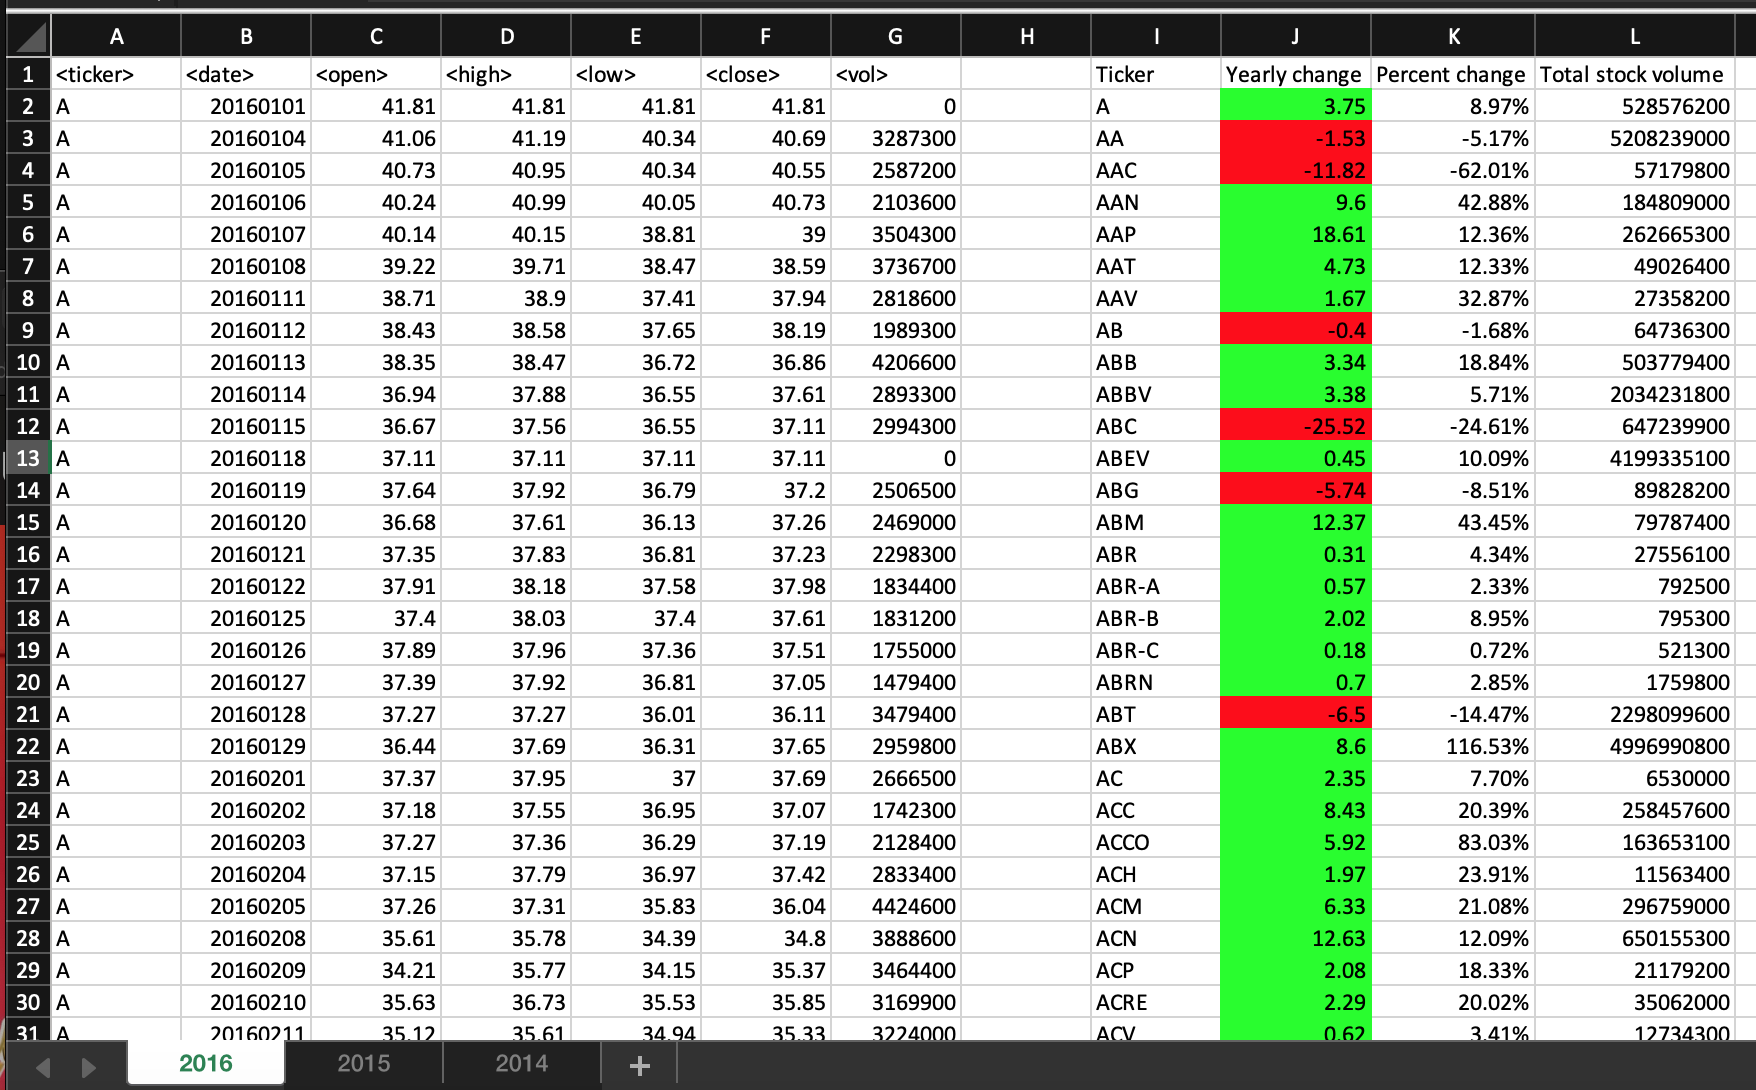 A B C D E F G H I J K L
1 <ticker> <date> <open> <high> <low> <close> <vol> Ticker Yearly change Percent change Total stock volume
2 A 20160101 41.81 41.81 41.81 41.81 0 A 3.75 8.97% 528576200
3 A 20160104 41.06 41.19 40.34 40.69 3287300 AA -1.53 -5.17% 5208239000
4 A 20160105 40.73 40.95 40.34 40.55 2587200 AAC -11.82 -62.01% 57179800
5 A 20160106 40.24 40.99 40.05 40.73 2103600 AAN 9.6 42.88% 184809000
6 A 20160107 40.14 40.15 38.81 39 3504300 AAP 18.61 12.36% 262665300
7 A 20160108 39.22 39.71 38.47 38.59 3736700 AAT 4.73 12.33% 49026400
8 A 20160111 38.71 38.9 37.41 37.94 2818600 AAV 1.67 32.87% 27358200
9 A 20160112 38.43 38.58 37.65 38.19 1989300 AB -0.4 -1.68% 64736300
10 A 20160113 38.35 38.47 36.72 36.86 4206600 ABB 3.34 18.84% 503779400
11 A 20160114 36.94 37.88 36.55 37.61 2893300 ABBV 3.38 5.71% 2034231800
12 A 20160115 36.67 37.56 36.55 37.11 2994300 ABC -25.52 -24.61% 647239900
13 A 20160118 37.11 37.11 37.11 37.11 0 ABEV 0.45 10.09% 4199335100
14 A 20160119 37.64 37.92 36.79 37.2 2506500 ABG -5.74 -8.51% 89828200
15 A 20160120 36.68 37.61 36.13 37.26 2469000 ABM 12.37 43.45% 79787400
16 A 20160121 37.35 37.83 36.81 37.23 2298300 ABR 0.31 4.34% 27556100
17 A 20160122 37.91 38.18 37.58 37.98 1834400 ABR-A 0.57 2.33% 792500
18 A 20160125 37.4 38.03 37.4 37.61 1831200 ABR-B 2.02 8.95% 795300
19 A 20160126 37.89 37.96 37.36 37.51 1755000 ABR-C 0.18 0.72% 521300
20 A 20160127 37.39 37.92 36.81 37.05 1479400 ABRN 0.7 2.85% 1759800
21 A 20160128 37.27 37.27 36.01 36.11 3479400 ABT -6.5 -14.47% 2298099600
22 A 20160129 36.44 37.69 36.31 37.65 2959800 ABX 8.6 116.53% 4996990800
23 A 20160201 37.37 37.95 37 37.69 2666500 AC 2.35 7.70% 6530000
24 A 20160202 37.18 37.55 36.95 37.07 1742300 ACC 8.43 20.39% 258457600
25 A 20160203 37.27 37.36 36.29 37.19 2128400 ACCO 5.92 83.03% 163653100
26 A 20160204 37.15 37.79 36.97 37.42 2833400 ACH 1.97 23.91% 11563400
27 A 20160205 37.26 37.31 35.83 36.04 4424600 ACM 6.33 21.08% 296759000
28 A 20160208 35.61 35.78 34.39 34.8 3888600 ACN 12.63 12.09% 650155300
29 A 20160209 34.21 35.77 34.15 35.37 3464400 ACP 2.08 18.33% 21179200
30 A 20160210 35.63 36.73 35.53 35.85 3169900 ACRE 2.29 20.02% 35062000
31 A 20160211 35.12 35.61 34.94 35.33 3224000 ACV 0.62 3.41% 12734300
2016 2015 2014 +